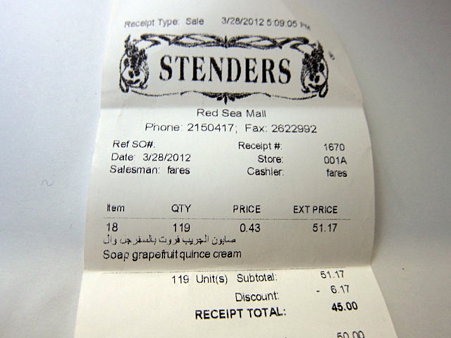 Receipt Type: Sale 3/28/2012 5:09:05 PM
STENDERS
Red Sea Mall
Phone: 2150417; Fax: 2622992
Ref SO#: Receipt #: 1670
Date: 3/28/2012 Store: 001A
Salesman: fares Cashier: fares
Item QTY PRICE EXT PRICE
18 119 0.43 51.17
صابون الجريب فروت بالسفرجل وال
Soap grapefruit quince cream
119 Unit(s) Subtotal: 51.17
Discount: - 6.17
RECEIPT TOTAL: 45.00
50.00